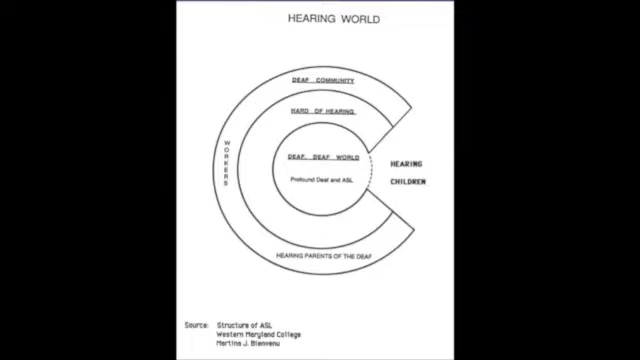 HEARING WORLD
DEAF COMMUNITY
HARD OF HEARING
WORKERS
DEAF, DEAF WORLD
Profound Deaf and ASL
HEARING
CHILDREN
HEARING PARENTS OF THE DEAF
Source: Structure of ASL
Western Maryland College
Martina J. Bienvenu